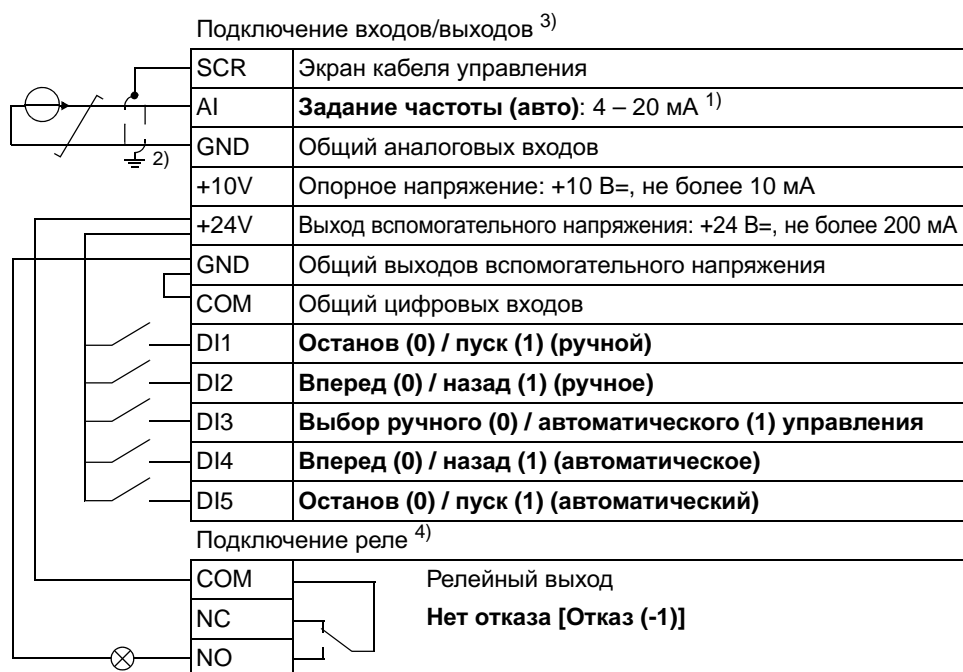 Подключение входов/выходов 3)
SCR Экран кабеля управления
AI Задание частоты (авто): 4 – 20 мА 1)
GND Общий аналоговых входов
2)
+10V Опорное напряжение: +10 В=, не более 10 мА
+24V Выход вспомогательного напряжения: +24 В=, не более 200 мА
GND Общий выходов вспомогательного напряжения
COM Общий цифровых входов
DI1 Останов (0) / пуск (1) (ручной)
DI2 Вперед (0) / назад (1) (ручное)
DI3 Выбор ручного (0) / автоматического (1) управления
DI4 Вперед (0) / назад (1) (автоматическое)
DI5 Останов (0) / пуск (1) (автоматический)
Подключение реле 4)
COM Релейный выход
NC Нет отказа [Отказ (-1)]
NO